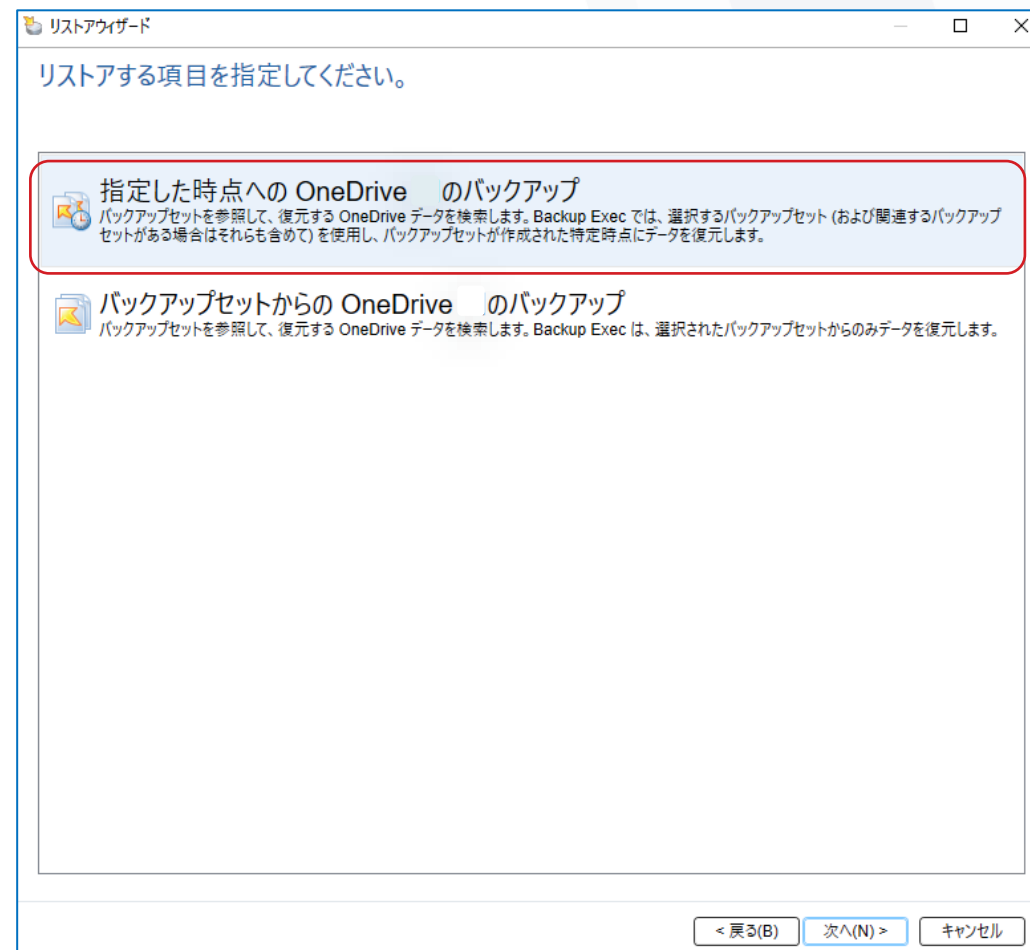 リストアウィザード
リストアする項目を指定してください。
指定した時点への OneDrive のバックアップ
バックアップセットを参照して、復元する OneDrive データを検索します。Backup Exec では、選択するバックアップセット (および関連するバックアップ
セットがある場合はそれらも含めて) を使用し、バックアップセットが作成された特定時点にデータを復元します。
バックアップセットからの OneDrive のバックアップ
バックアップセットを参照して、復元する OneDrive データを検索します。Backup Exec は、選択されたバックアップセットからのみデータを復元します。
< 戻る(B) 次へ(N) > キャンセル